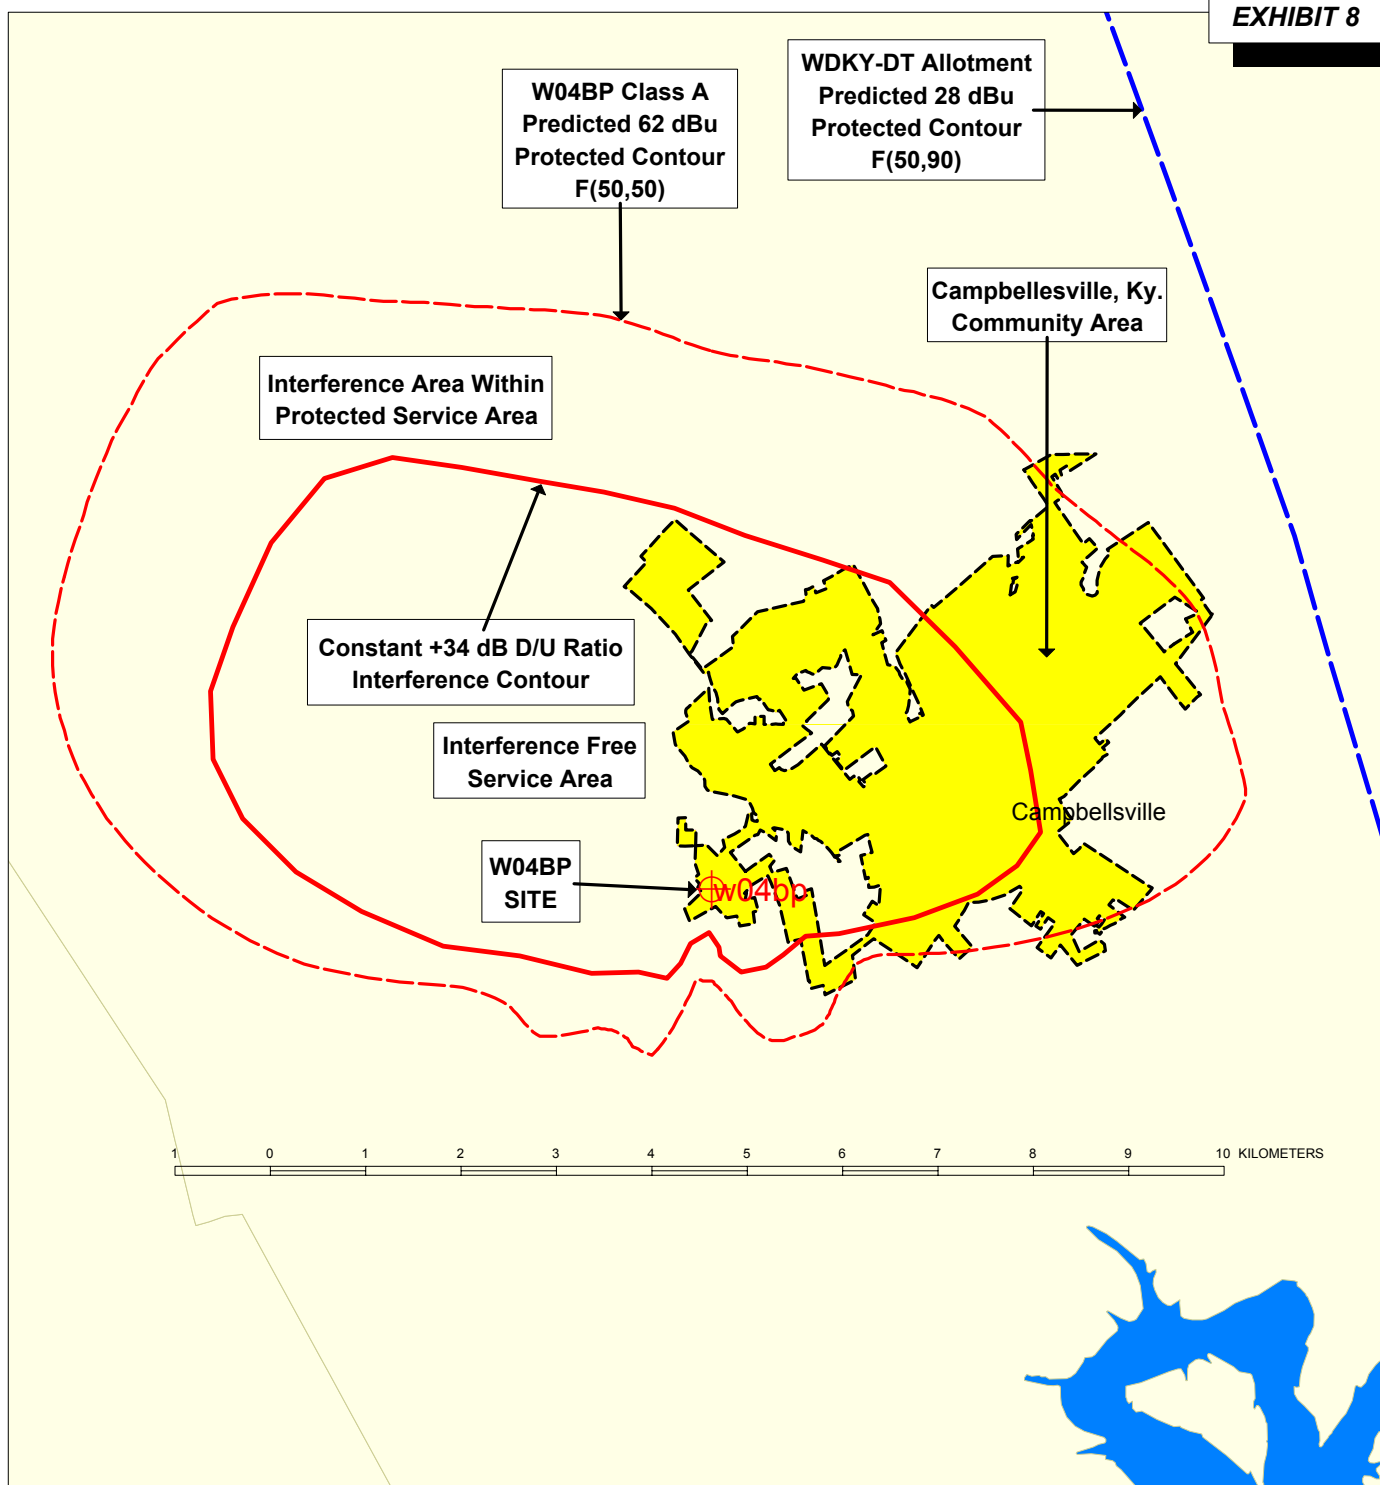 EXHIBIT 8
W04BP Class A
Predicted 62 dBu
Protected Contour
F(50,50)
WDKY-DT Allotment
Predicted 28 dBu
Protected Contour
F(50,90)
Campbellesville, Ky.
Community Area
Interference Area Within
Protected Service Area
Constant +34 dB D/U Ratio
Interference Contour
Interference Free
Service Area
Campbellsville
W04BP
SITE
w04bp
1 0 1 2 3 4 5 6 7 8 9 10 KILOMETERS